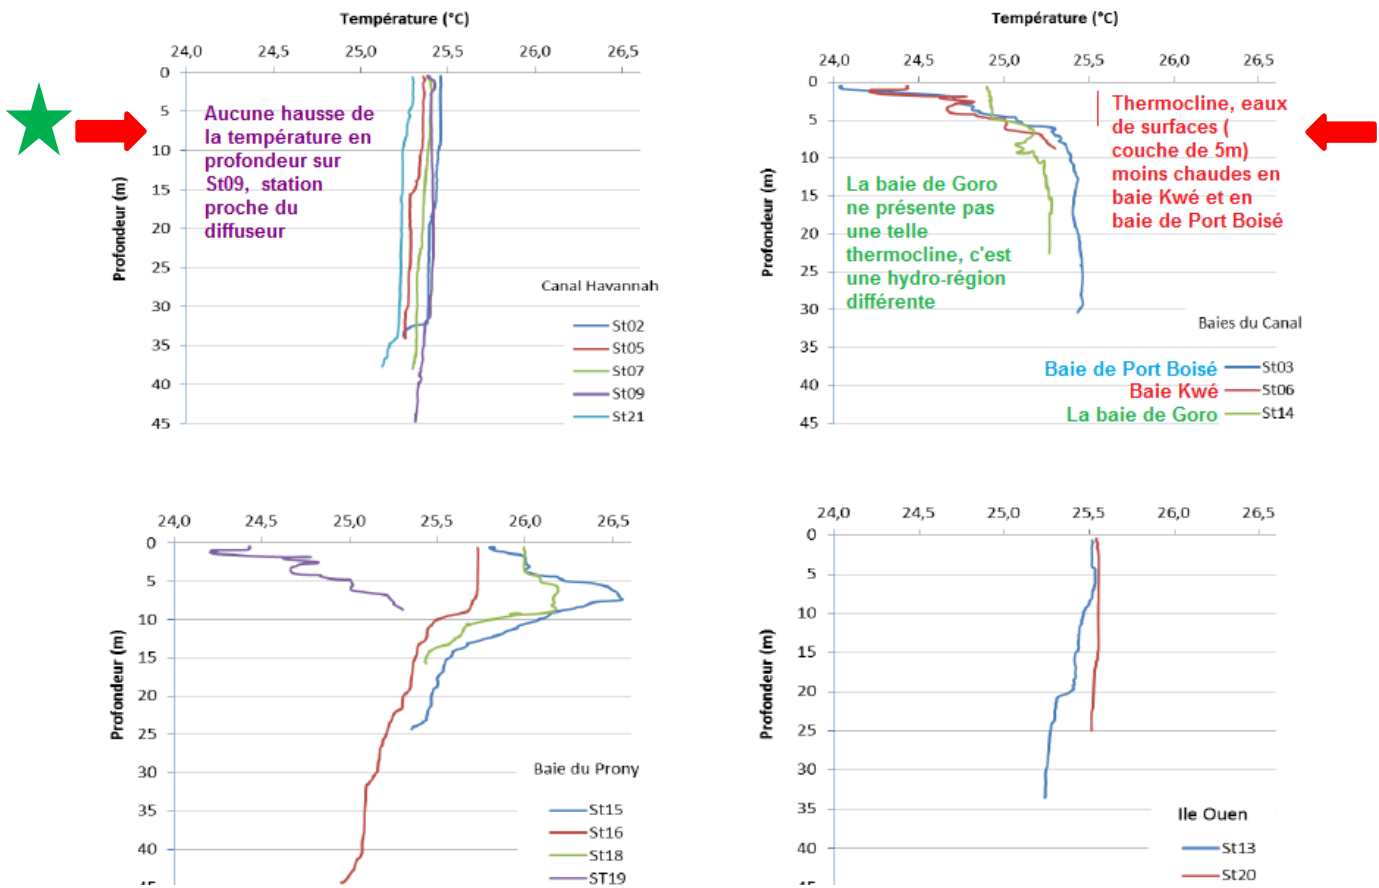 Température (°C)
24,0 24,5 25,0 25,5 26,0 26,5
0
5
10
15
20
25
30
35
40
45
Profondeur (m)
Aucune hausse de
la température en
profondeur sur
St09, station
proche du
diffuseur
Canal Havannah
St02
St05
St07
St09
St21
Température (°C)
24,0 24,5 25,0 25,5 26,0 26,5
0
5
10
15
20
25
30
35
40
45
Profondeur (m)
Thermocline, eaux
de surfaces (
couche de 5m)
moins chaudes en
baie Kwé et en
baie de Port Boisé
La baie de Goro
ne présente pas
une telle
thermocline, c'est
une hydro-région
différente
Baies du Canal
Baie de Port Boisé St03
Baie Kwé St06
La baie de Goro St14
24,0 24,5 25,0 25,5 26,0 26,5
0
5
10
15
20
25
30
35
40
45
Profondeur (m)
Baie du Prony
St15
St16
St18
ST19
24,0 24,5 25,0 25,5 26,0 26,5
0
5
10
15
20
25
30
35
40
45
Profondeur (m)
Ile Ouen
St13
St20